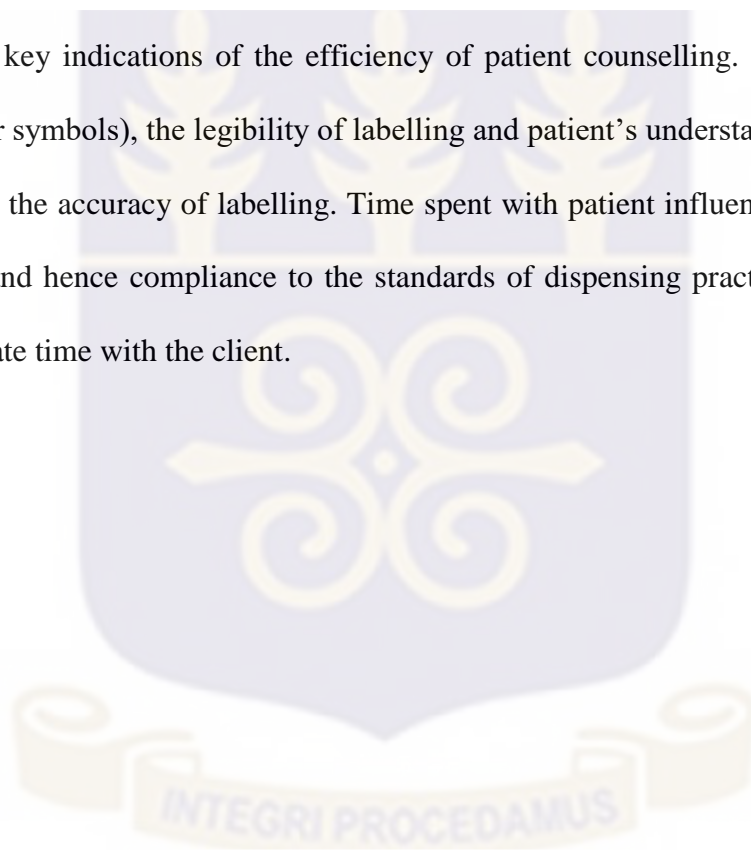 key indications of the efficiency of patient counselling.
r symbols), the legibility of labelling and patient’s understa
the accuracy of labelling. Time spent with patient influen
nd hence compliance to the standards of dispensing pract
ate time with the client.
INTEGRI PROCEDAMUS